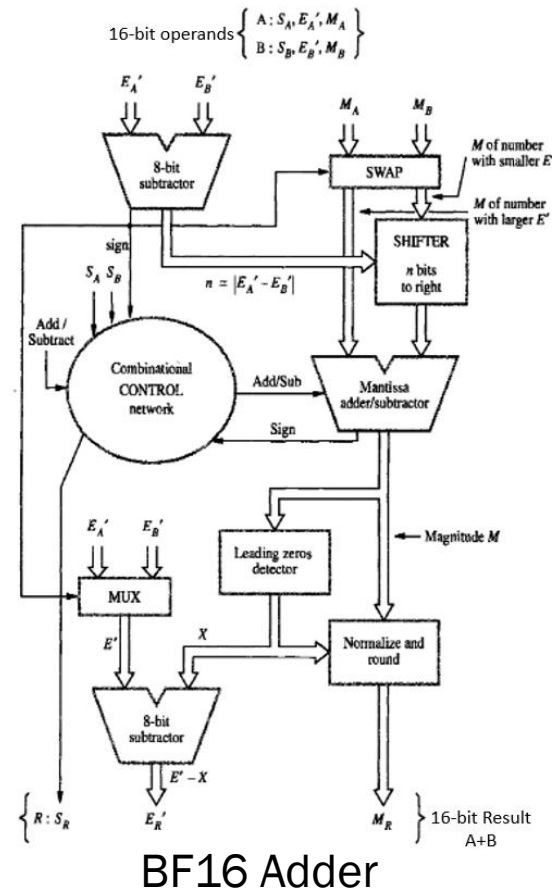 16-bit operands { A : S_A, E_A′, M_A
B : S_B, E_B′, M_B }
E_A′ E_B′
M_A M_B
8-bit
subtractor
SWAP
M of number
with smaller E
M of number
with larger E′
SHIFTER
n bits
to right
sign
n = |E_A′ − E_B′|
S_A S_B
Add /
Subtract
Combinational
CONTROL
network
Add/Sub
Mantissa
adder/subtractor
Sign
E_A′ E_B′
Leading zeros
detector
Magnitude M
MUX
E′
X
Normalize and
round
8-bit
subtractor
E′ − X
{ R : S_R
E_R′
M_R }
16-bit Result
A+B
BF16 Adder